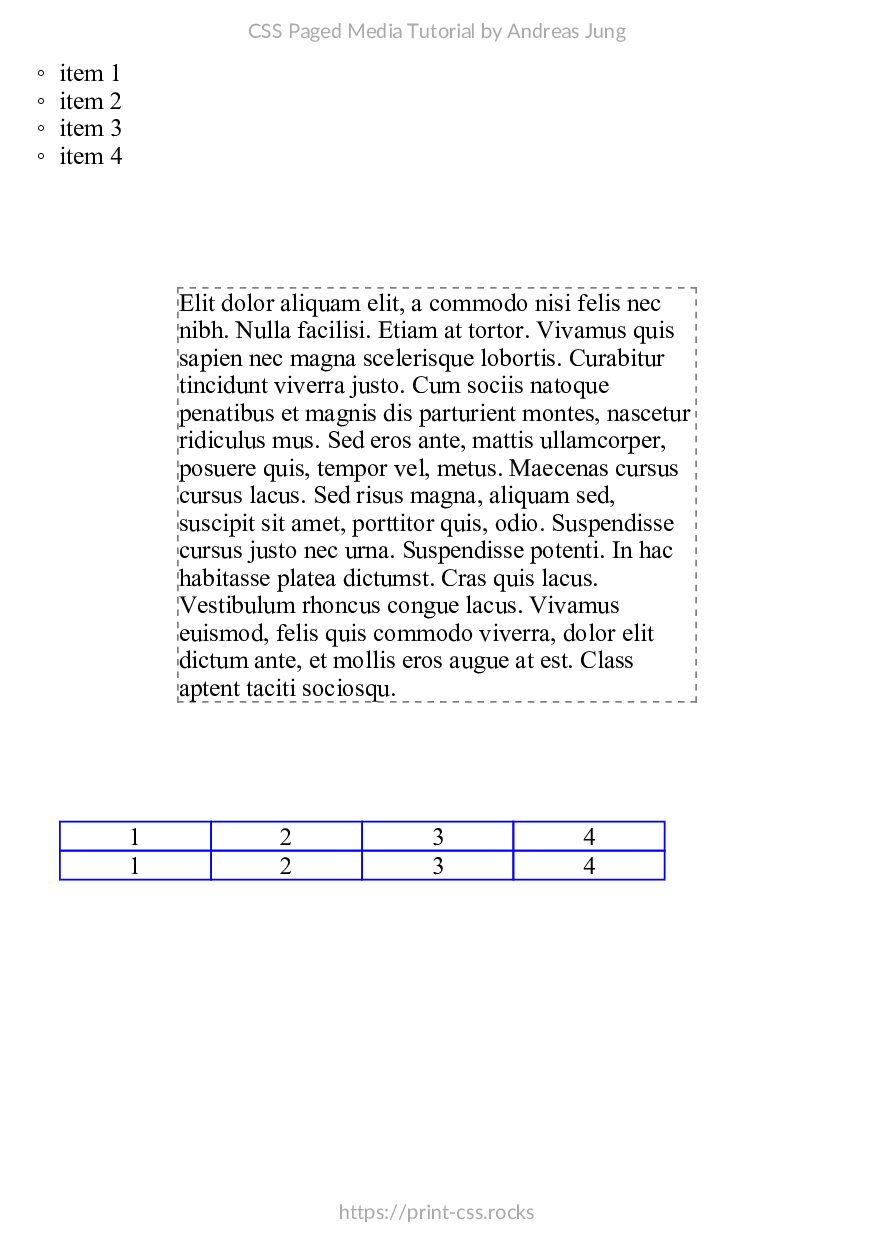 CSS Paged Media Tutorial by Andreas Jung
item 1
item 2
item 3
item 4
Elit dolor aliquam elit, a commodo nisi felis nec
nibh. Nulla facilisi. Etiam at tortor. Vivamus quis
sapien nec magna scelerisque lobortis. Curabitur
tincidunt viverra justo. Cum sociis natoque
penatibus et magnis dis parturient montes, nascetur
ridiculus mus. Sed eros ante, mattis ullamcorper,
posuere quis, tempor vel, metus. Maecenas cursus
cursus lacus. Sed risus magna, aliquam sed,
suscipit sit amet, porttitor quis, odio. Suspendisse
cursus justo nec urna. Suspendisse potenti. In hac
habitasse platea dictumst. Cras quis lacus.
Vestibulum rhoncus congue lacus. Vivamus
euismod, felis quis commodo viverra, dolor elit
dictum ante, et mollis eros augue at est. Class
aptent taciti sociosqu.
1 2 3 4
1 2 3 4
https://print-css.rocks